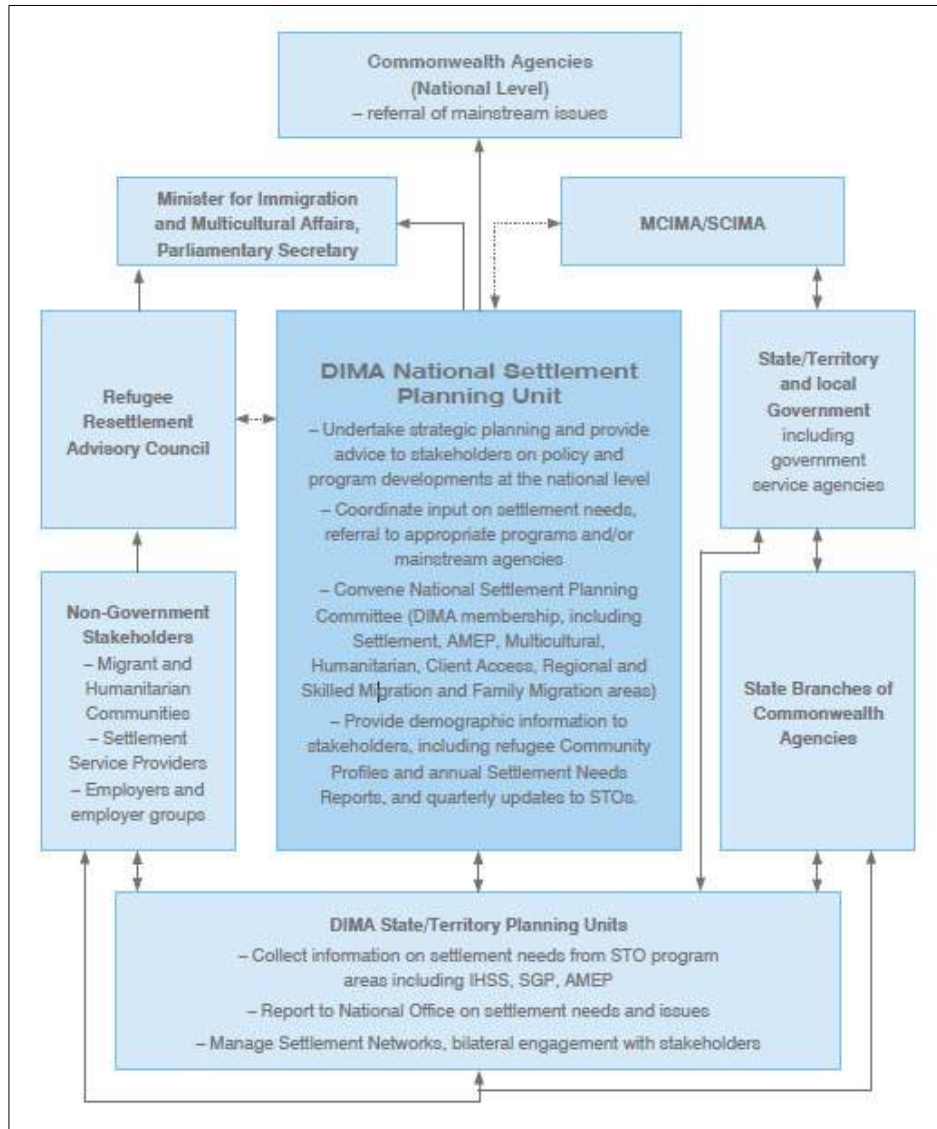 Commonwealth Agencies
(National Level)
– referral of mainstream issues
Minister for Immigration
and Multicultural Affairs,
Parliamentary Secretary
MCIMA/SCIMA
Refugee
Resettlement
Advisory Council
DIMA National Settlement
Planning Unit
– Undertake strategic planning and provide
advice to stakeholders on policy and
program developments at the national level
– Coordinate input on settlement needs,
referral to appropriate programs and/or
mainstream agencies
– Convene National Settlement Planning
Committee (DIMA membership, including
Settlement, AMEP, Multicultural,
Humanitarian, Client Access, Regional and
Skilled Migration and Family Migration areas)
– Provide demographic information to
stakeholders, including refugee Community
Profiles and annual Settlement Needs
Reports, and quarterly updates to STOs.
State/Territory
and local
Government
including
government
service agencies
Non-Government
Stakeholders
– Migrant and
Humanitarian
Communities
– Settlement
Service Providers
– Employers and
employer groups
State Branches of
Commonwealth
Agencies
DIMA State/Territory Planning Units
– Collect information on settlement needs from STO program
areas including IHSS, SGP, AMEP
– Report to National Office on settlement needs and issues
– Manage Settlement Networks, bilateral engagement with stakeholders